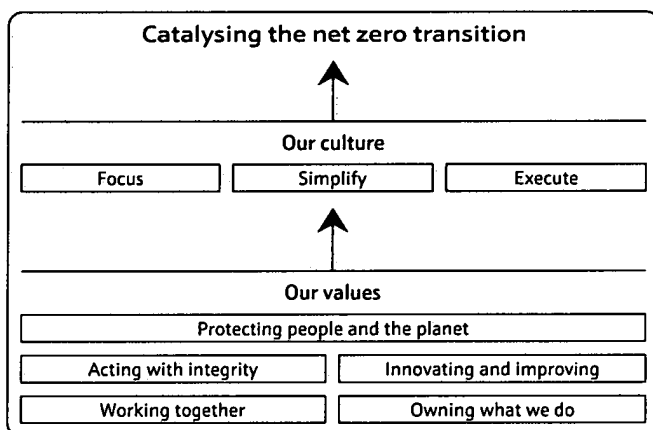 Catalysing the net zero transition
Our culture
Focus
Simplify
Execute
Our values
Protecting people and the planet
Acting with integrity
Innovating and improving
Working together
Owning what we do